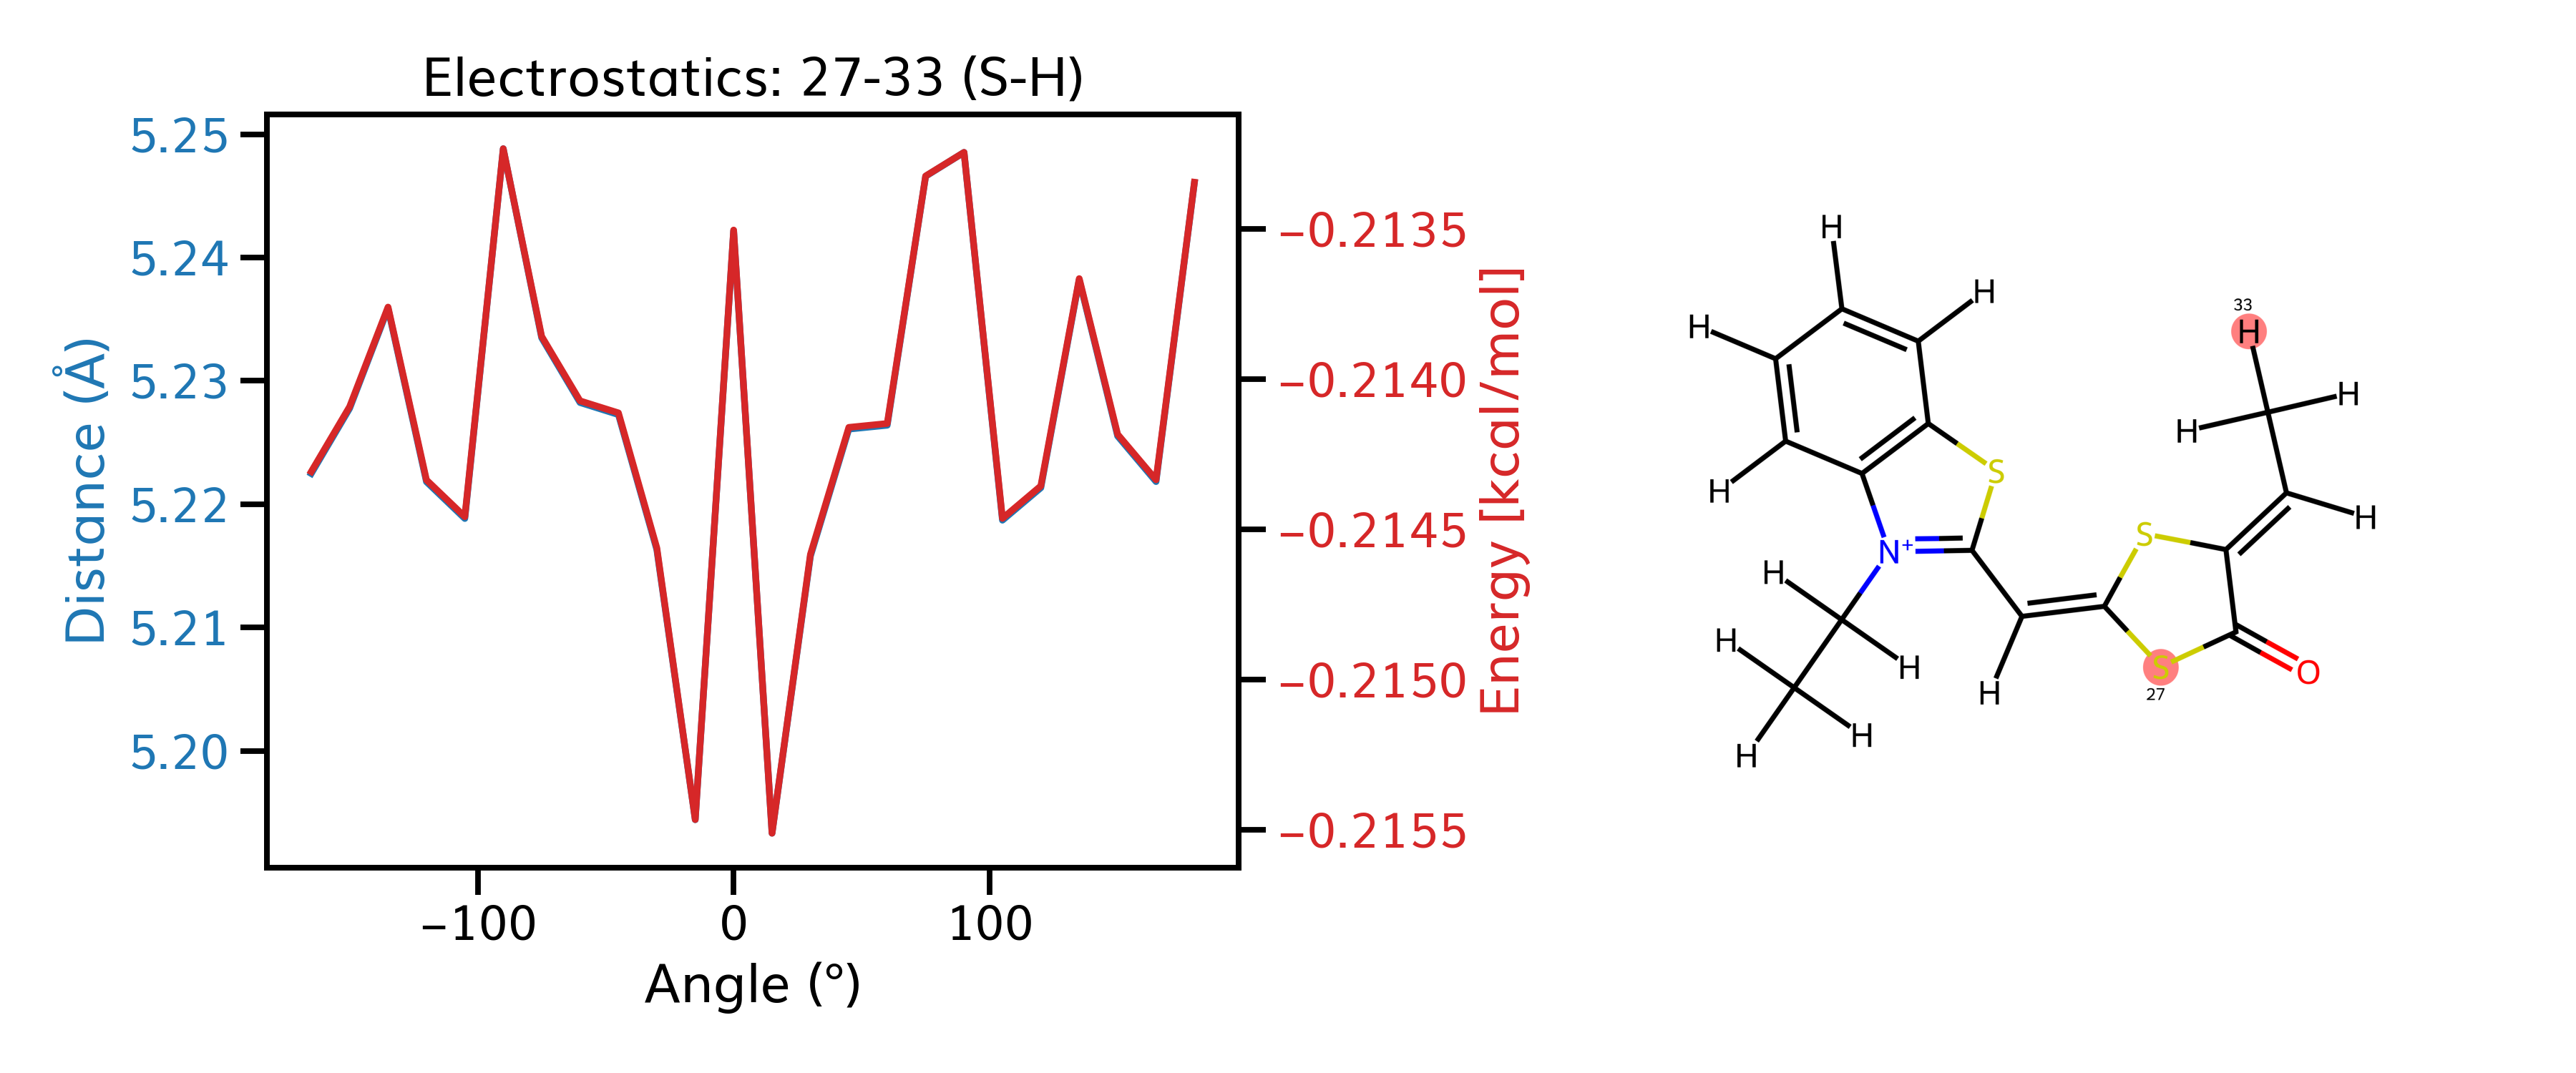 Electrostatics: 27-33 (S-H)
5.25
5.24
5.23
5.22
5.21
5.20
Distance (Å)
−0.2135
−0.2140
−0.2145
−0.2150
−0.2155
Energy [kcal/mol]
−100
0
100
Angle (°)
H
H
H
33
H
H
H
S
H
H
S
N+
H
H
H
S
O
27
H
H
H